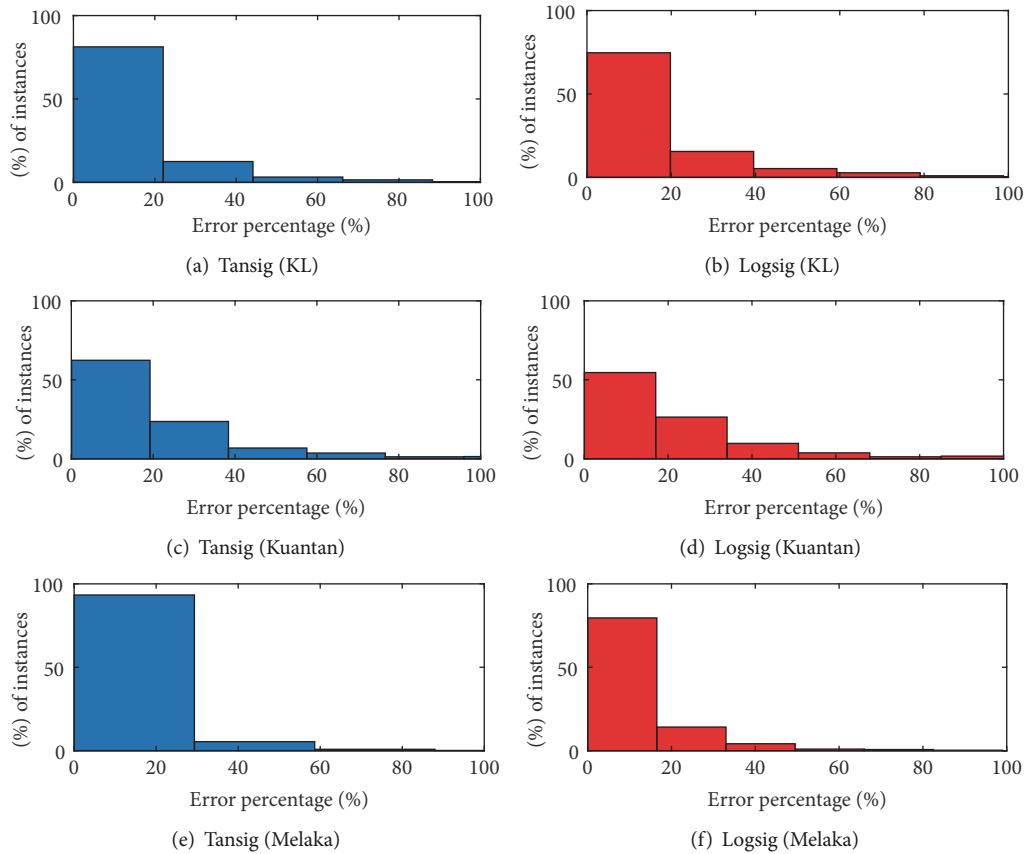 100
50
0
(%) of instances
0 20 40 60 80 100
Error percentage (%)
(a) Tansig (KL)
100
50
0
(%) of instances
0 20 40 60 80 100
Error percentage (%)
(b) Logsig (KL)
100
50
0
(%) of instances
0 20 40 60 80 100
Error percentage (%)
(c) Tansig (Kuantan)
100
50
0
(%) of instances
0 20 40 60 80 100
Error percentage (%)
(d) Logsig (Kuantan)
100
50
0
(%) of instances
0 20 40 60 80 100
Error percentage (%)
(e) Tansig (Melaka)
100
50
0
(%) of instances
0 20 40 60 80 100
Error percentage (%)
(f) Logsig (Melaka)